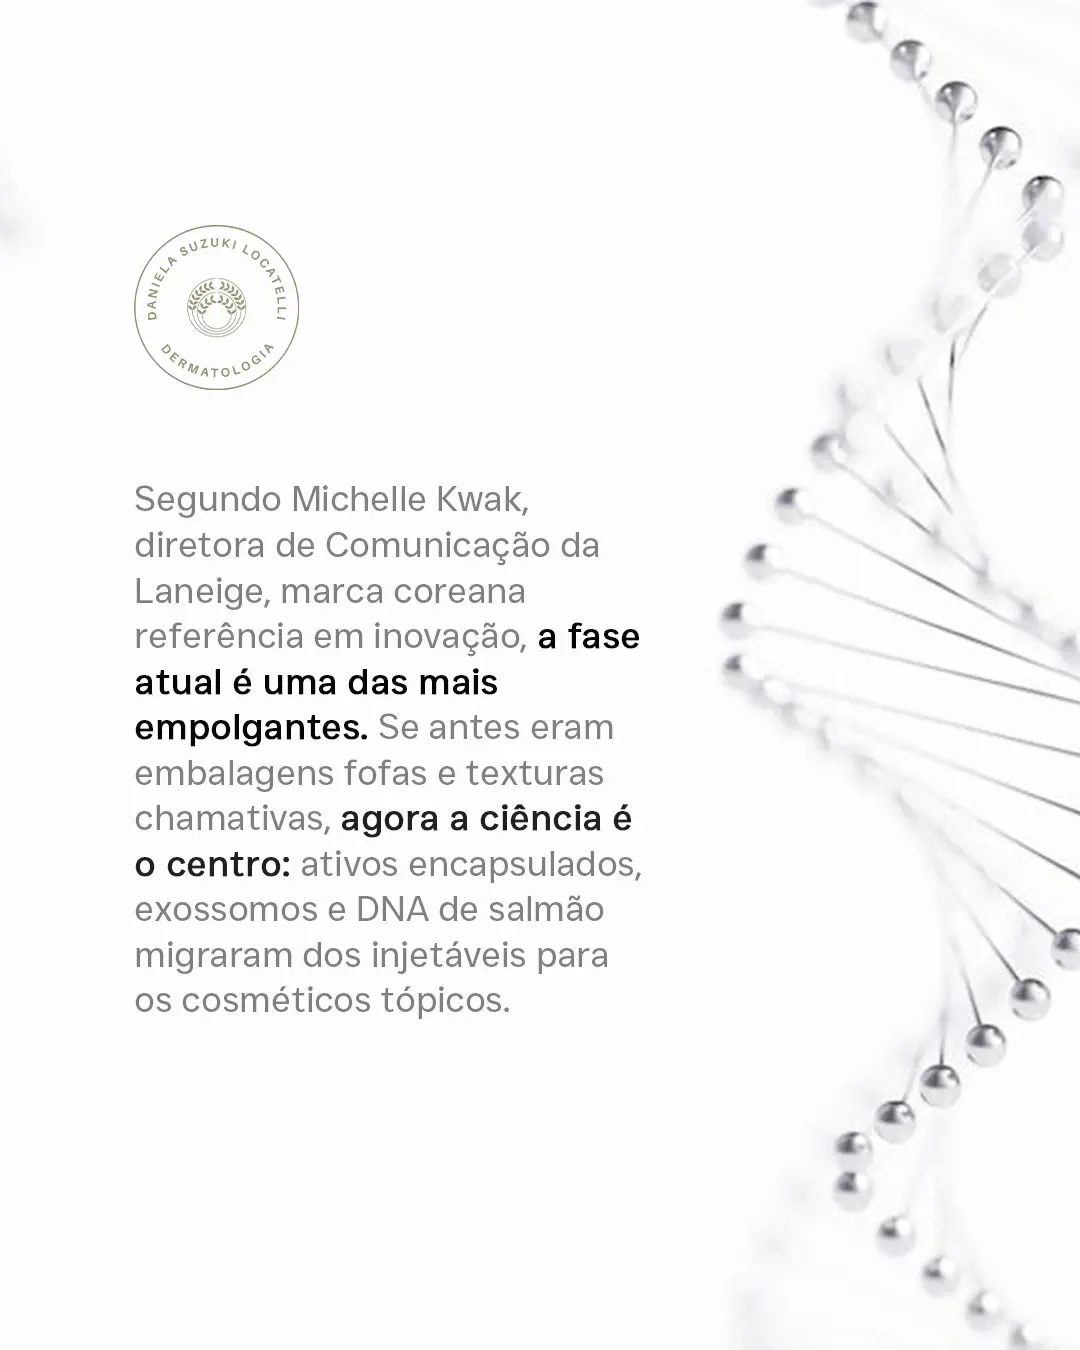 DANIELA SUZUKI LOCATELLI
DERMATOLOGIA
Segundo Michelle Kwak,
diretora de Comunicação da
Laneige, marca coreana
referência em inovação, a fase
atual é uma das mais
empolgantes. Se antes eram
embalagens fofas e texturas
chamativas, agora a ciência é
o centro: ativos encapsulados,
exossomos e DNA de salmão
migraram dos injetáveis para
os cosméticos tópicos.